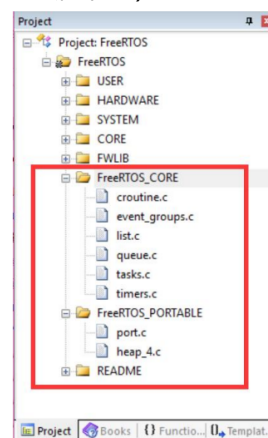 Project
Project: FreeRTOS
FreeRTOS
USER
HARDWARE
SYSTEM
CORE
FWLIB
FreeRTOS_CORE
croutine.c
event_groups.c
list.c
queue.c
tasks.c
timers.c
FreeRTOS_PORTABLE
port.c
heap_4.c
README
Project Books {} Functio... 0 Templat...